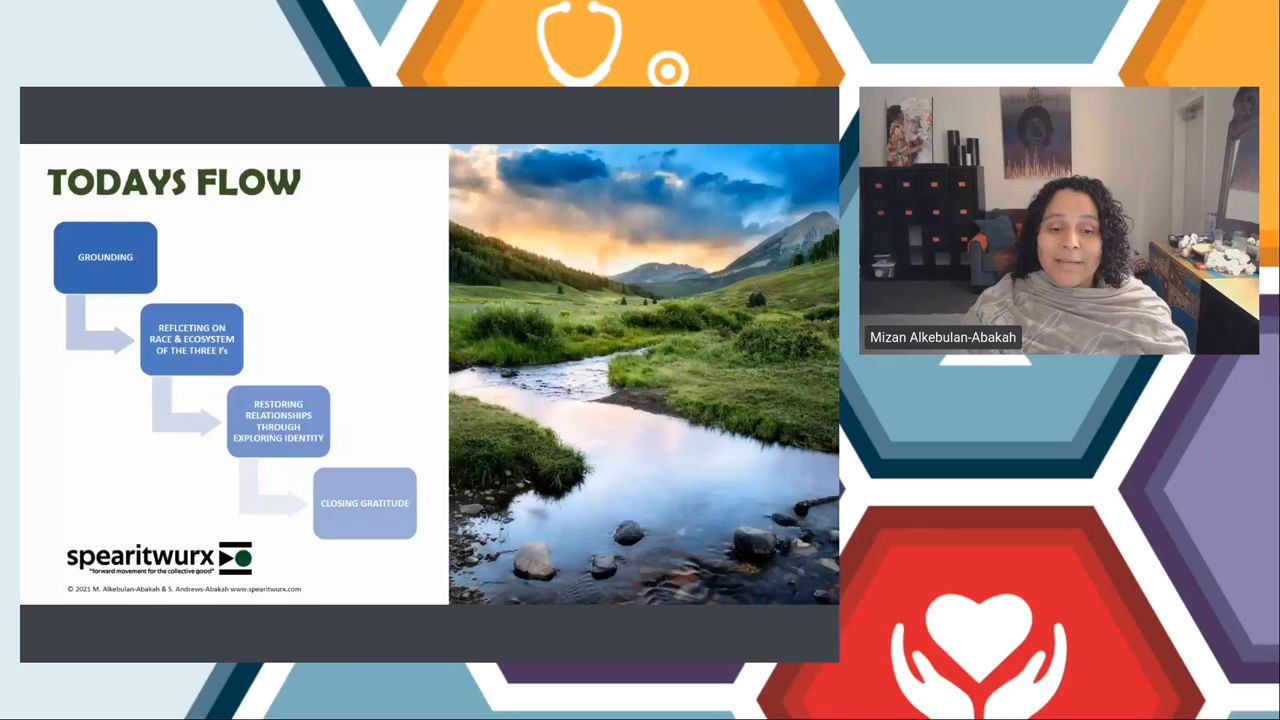 TODAYS FLOW
GROUNDING
REFLCETING ON
RACE & ECOSYSTEM
OF THE THREE I's
RESTORING
RELATIONSHIPS
THROUGH
EXPLORING IDENTITY
CLOSING GRATITUDE
spearitwurx
"forward movement for the collective good"
© 2021 M. Alkebulan-Abakah & S. Andrews-Abakah www.spearitwurx.com
Mizan Alkebulan-Abakah